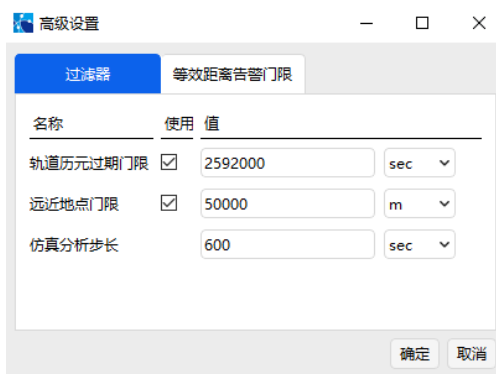 高级设置
过滤器 等效距离告警门限
名称 使用 值
轨道历元过期门限 2592000 sec
远近地点门限 50000 m
仿真分析步长 600 sec
确定 取消